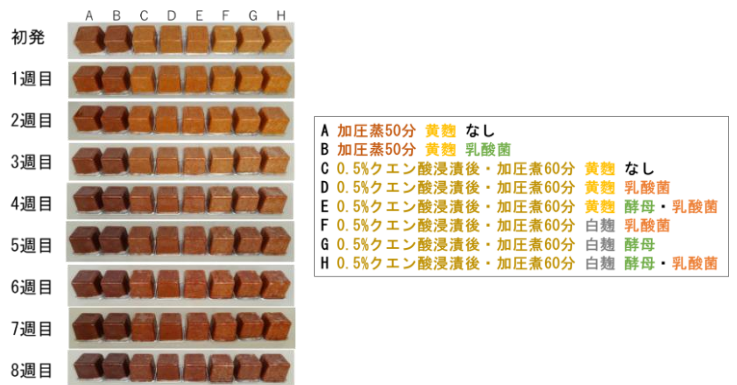 A B C D E F G H
初発
1週目
2週目
3週目
4週目
5週目
6週目
7週目
8週目
A 加圧蒸50分 黄麹 なし
B 加圧蒸50分 黄麹 乳酸菌
C 0.5%クエン酸浸漬後・加圧煮60分 黄麹 なし
D 0.5%クエン酸浸漬後・加圧煮60分 黄麹 乳酸菌
E 0.5%クエン酸浸漬後・加圧煮60分 黄麹 酵母・乳酸菌
F 0.5%クエン酸浸漬後・加圧煮60分 白麹 乳酸菌
G 0.5%クエン酸浸漬後・加圧煮60分 白麹 酵母
H 0.5%クエン酸浸漬後・加圧煮60分 白麹 酵母・乳酸菌